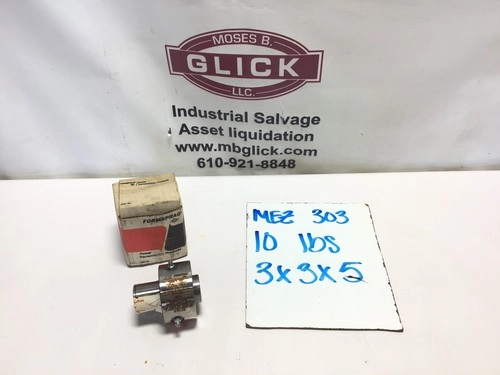 MOSES B.
GLICK
LLC.
Industrial Salvage
Asset liquidation
www.mbglick.com
610-921-8848
FORMSPRAG
MEZ 303
10 lbs
3x3x5